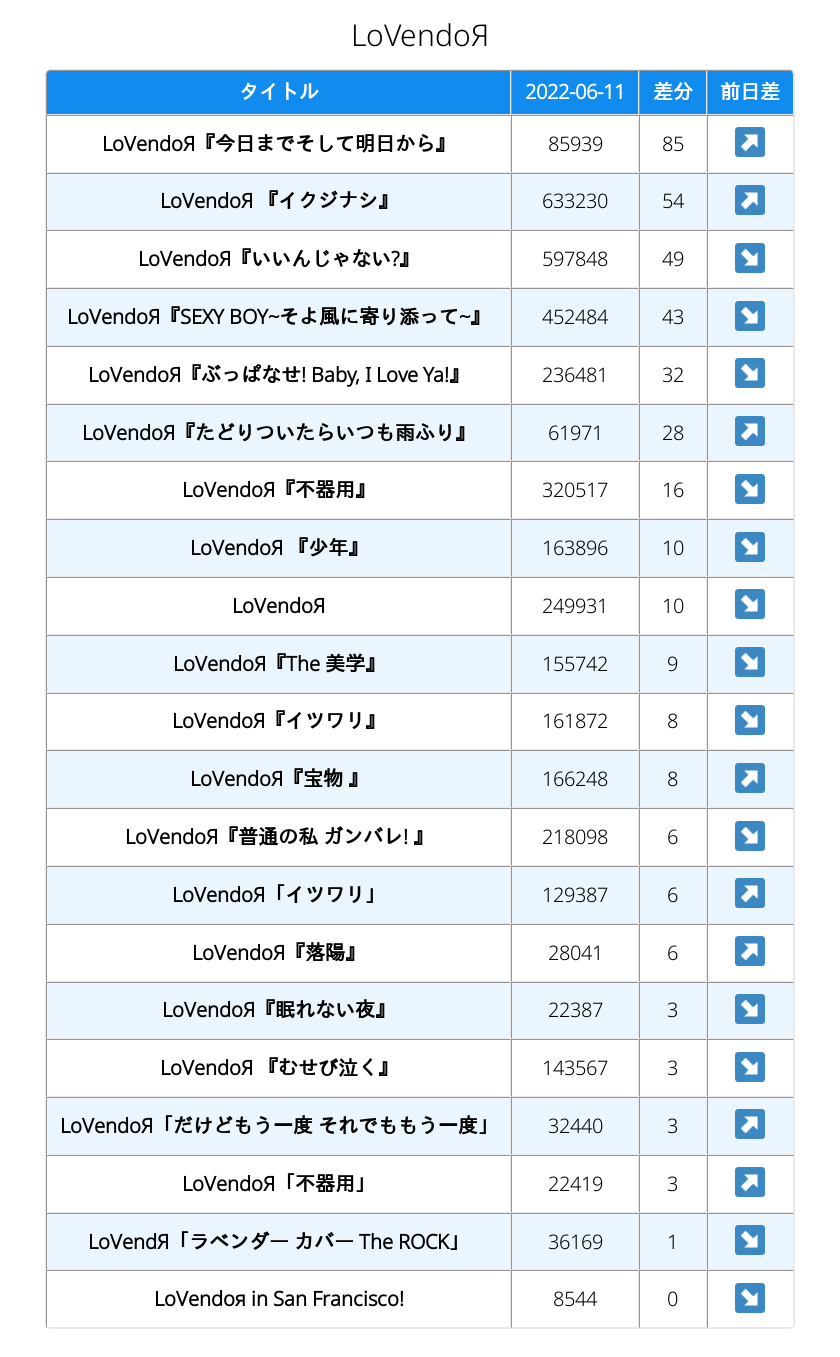 LoVendoЯ
タイトル 2022-06-11 差分 前日差
LoVendoЯ『今日までそして明日から』 85939 85 ↗
LoVendoЯ 『イクジナシ』 633230 54 ↗
LoVendoЯ『いいんじゃない?』 597848 49 ↘
LoVendoЯ『SEXY BOY~そよ風に寄り添って~』 452484 43 ↘
LoVendoЯ『ぶっぱなせ! Baby, I Love Ya!』 236481 32 ↘
LoVendoЯ『たどりついたらいつも雨ふり』 61971 28 ↗
LoVendoЯ『不器用』 320517 16 ↘
LoVendoЯ 『少年』 163896 10 ↘
LoVendoЯ 249931 10 ↘
LoVendoЯ『The 美学』 155742 9 ↘
LoVendoЯ『イツワリ』 161872 8 ↘
LoVendoЯ『宝物 』 166248 8 ↗
LoVendoЯ『普通の私 ガンバレ! 』 218098 6 ↘
LoVendoЯ「イツワリ」 129387 6 ↗
LoVendoЯ『落陽』 28041 6 ↗
LoVendoЯ『眠れない夜』 22387 3 ↘
LoVendoЯ 『むせび泣く』 143567 3 ↘
LoVendoЯ「だけどもう一度 それでももう一度」 32440 3 ↗
LoVendoЯ「不器用」 22419 3 ↗
LoVendЯ「ラベンダー カバー The ROCK」 36169 1 ↘
LoVendoя in San Francisco! 8544 0 ↘